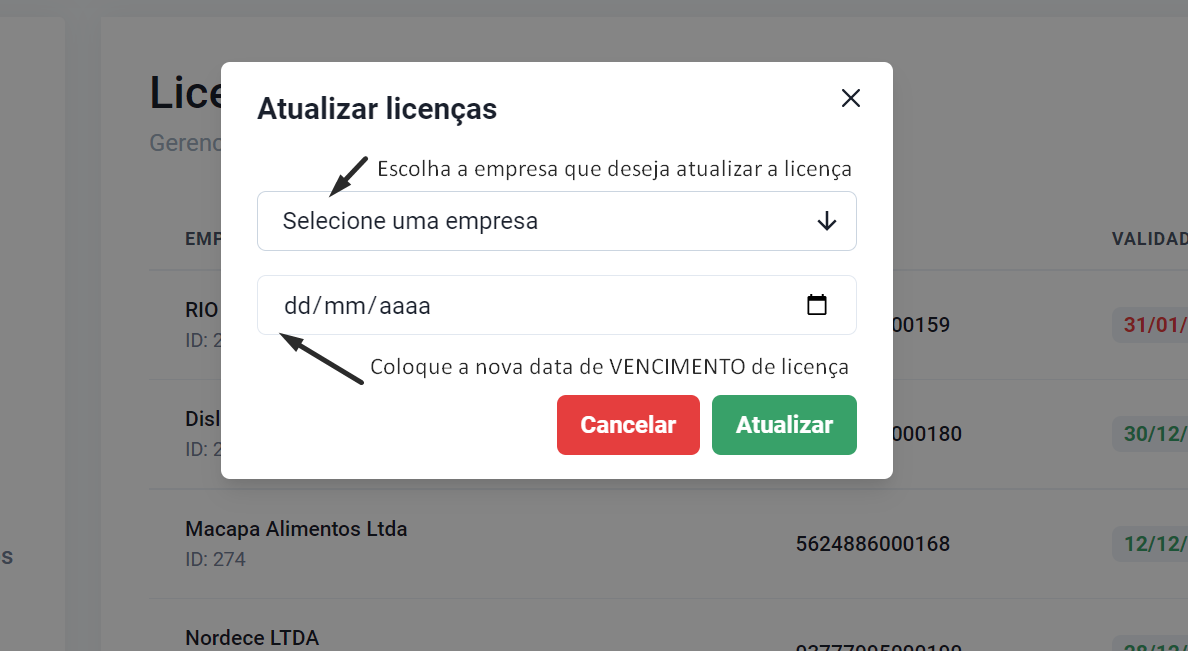 Lice
Atualizar licenças
Gerenc
Escolha a empresa que deseja atualizar a licença
Selecione uma empresa
EMP
VALIDAD
dd/mm/aaaa
RIO
ID: 2
00159
31/01/
Coloque a nova data de VENCIMENTO de licença
Cancelar
Atualizar
Disl
ID: 2
000180
30/12/
Macapa Alimentos Ltda
ID: 274
5624886000168
12/12/
s
Nordece LTDA